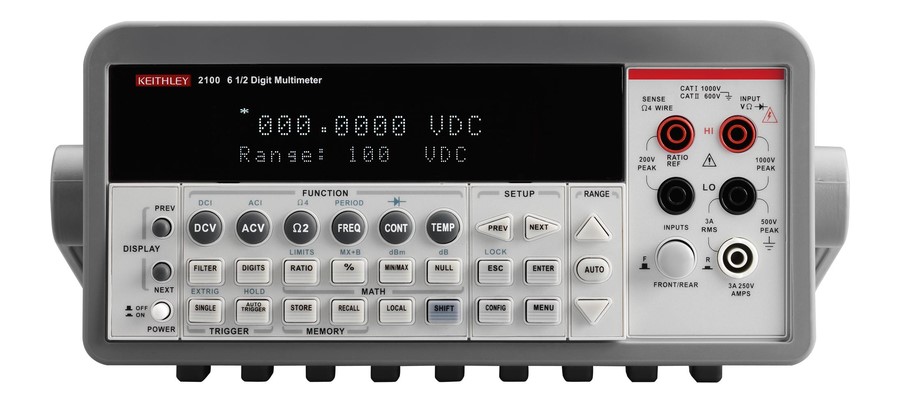 KEITHLEY 2100 6 1/2 Digit Multimeter
*000.0000 VDC
Range: 100 VDC
PREV
DISPLAY
NEXT
OFF
ON
POWER
FUNCTION
DCI ACI Ω4 PERIOD
DCV ACV Ω2 FREQ CONT TEMP
LIMITS MX+B dBm dB
FILTER DIGITS RATIO % MIN/MAX NULL
EXTRIG HOLD MATH
SINGLE AUTO TRIGGER STORE RECALL LOCAL SHIFT
TRIGGER MEMORY
SETUP
PREV NEXT
LOCK
ESC ENTER
CONFIG MENU
RANGE
AUTO
CAT I 1000V
CAT II 600V
SENSE
Ω4 WIRE
INPUT
V Ω
HI
200V
PEAK
RATIO
REF
1000V
PEAK
LO
INPUTS
3A
RMS
500V
PEAK
F
R
FRONT/REAR
3A 250V
AMPS